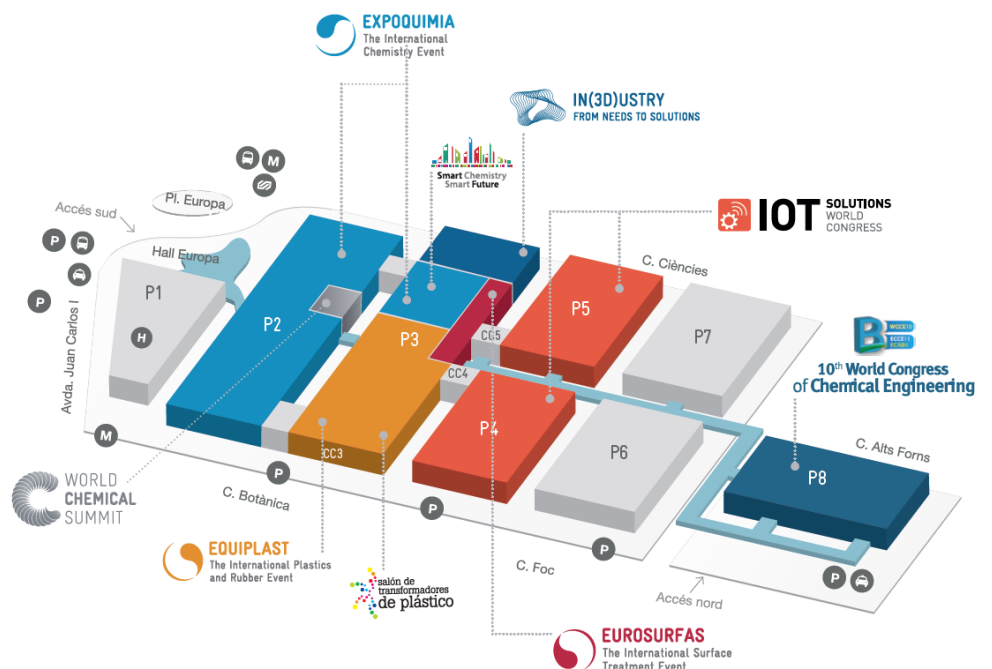 EXPOQUIMIA
The International
Chemistry Event
IN(3D)USTRY
FROM NEEDS TO SOLUTIONS
Smart Chemistry
Smart Future
M
Pl. Europa
Accés sud
IOT SOLUTIONS
WORLD
CONGRESS
P
Hall Europa
C. Ciències
P
Avda. Juan Carlos I
P1
H
P2
P3
P5
P7
CC5
CC4
P4
P6
CC3
WCCE10
ECCE11
ECAB4
10th World Congress
of Chemical Engineering
C. Alts Forns
P8
M
P
P
P
P
C. Botànica
C. Foc
Accés nord
WORLD
CHEMICAL
SUMMIT
EQUIPLAST
The International Plastics
and Rubber Event
salón de
transformadores
de plástico
EUROSURFAS
The International Surface
Treatment Event